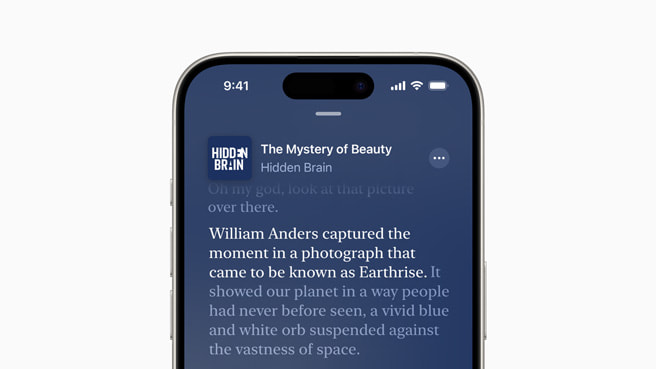 9:41
HIDDEN
BRAIN
The Mystery of Beauty
Hidden Brain
Oh my god, look at that picture
over there.
William Anders captured the
moment in a photograph that
came to be known as Earthrise. It
showed our planet in a way people
had never before seen, a vivid blue
and white orb suspended against
the vastness of space.